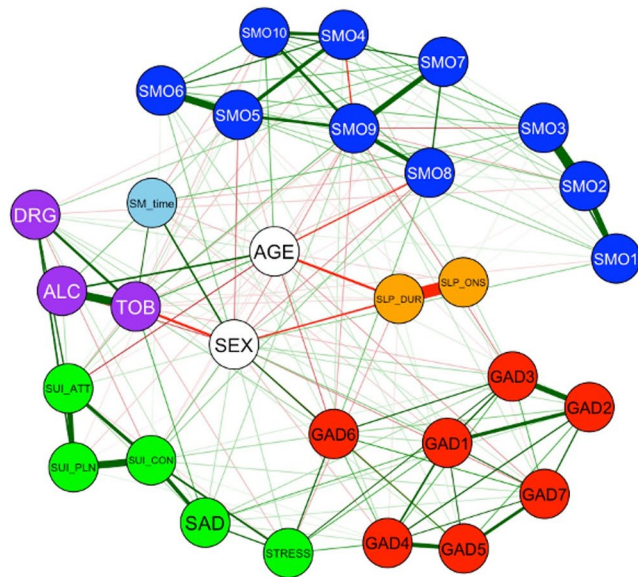 SMO10
SMO4
SMO7
SMO6
SMO5
SMO9
SMO3
SMO8
SMO2
SM_time
DRG
AGE
SMO1
ALC
TOB
SLP_DUR
SLP_ONS
SEX
SUI_ATT
GAD3
GAD2
GAD6
GAD1
SUI_PLN
SUI_CON
GAD7
SAD
STRESS
GAD4
GAD5